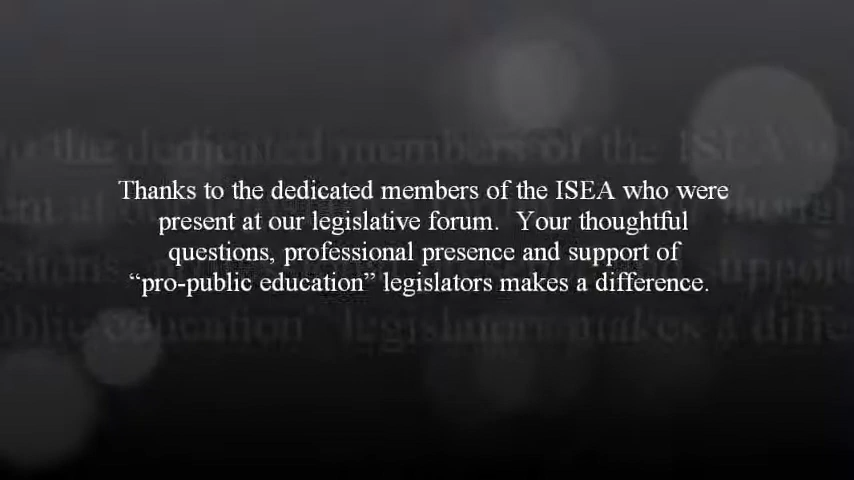 Thanks to the dedicated members of the ISEA who were
present at our legislative forum.  Your thoughtful
questions, professional presence and support of
“pro-public education” legislators makes a difference.